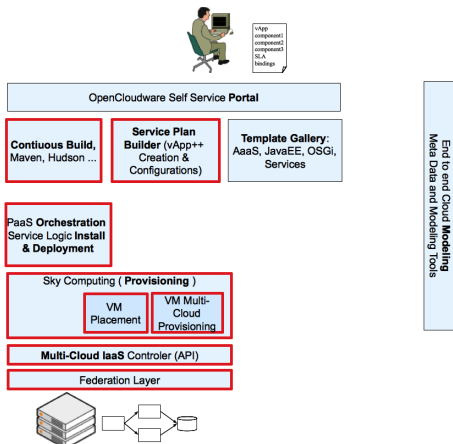 vApp
component1
component2
component3
SLA
bindings
OpenCloudware Self Service Portal
Contiuous Build,
Maven, Hudson ...
Service Plan
Builder (vApp++
Creation &
Configurations)
Template Gallery:
AaaS, JavaEE, OSGi,
Services
End to end Cloud Modeling
Meta Data and Modeling Tools
PaaS Orchestration
Service Logic Install
& Deployment
Sky Computing ( Provisioning )
VM
Placement
VM Multi-
Cloud
Provisioning
Multi-Cloud IaaS Controler (API)
Federation Layer